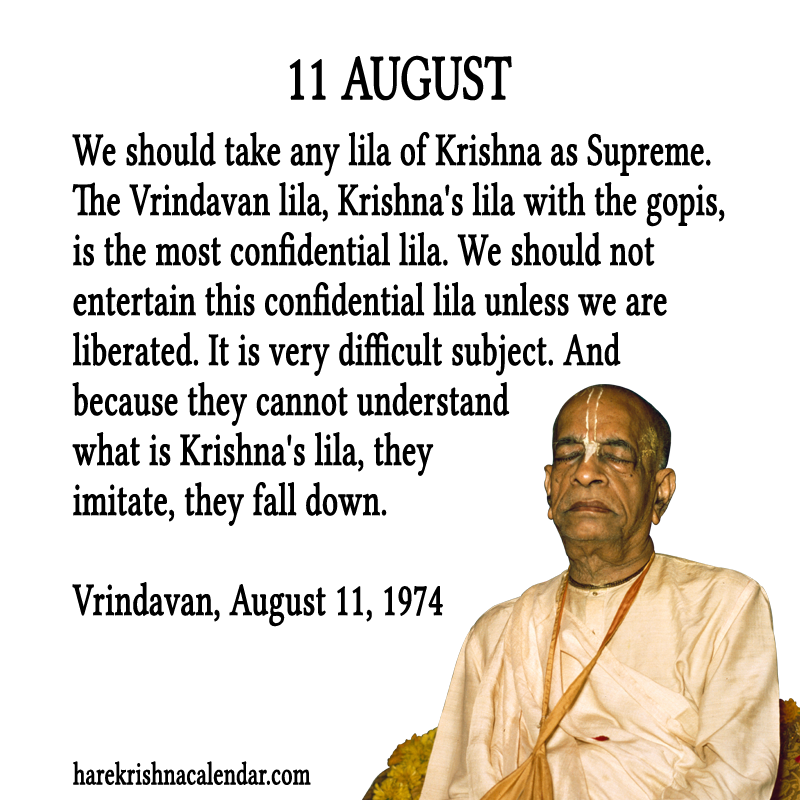 11 AUGUST
We should take any lila of Krishna as Supreme.
The Vrindavan lila, Krishna's lila with the gopis,
is the most confidential lila. We should not
entertain this confidential lila unless we are
liberated. It is very difficult subject. And
because they cannot understand
what is Krishna's lila, they
imitate, they fall down.
Vrindavan, August 11, 1974
harekrishnacalendar.com